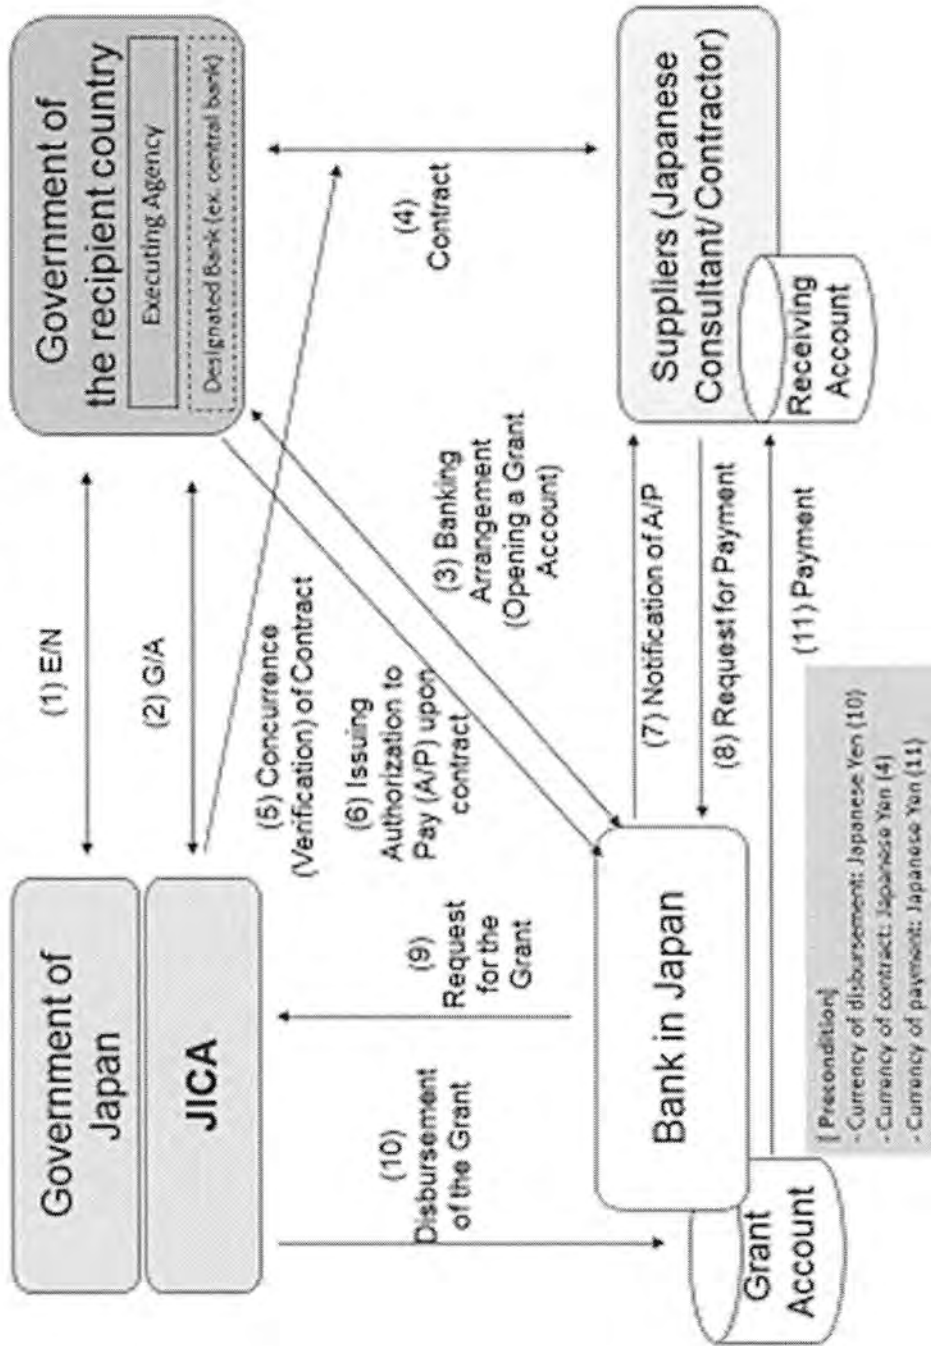 Government of
Japan
JICA
(1) E/N
(2) G/A
Government of
the recipient country
Executing Agency
Designated Bank (ex. central bank)
(5) Concurrence
(Verification) of Contract
(6) Issuing
Authorization to
Pay (A/P) upon
contract
(3) Banking
Arrangement
(Opening a Grant
Account)
(4)
Contract
(10)
Disbursement
of the Grant
(9)
Request
for the
Grant
Bank in Japan
Grant
Account
(7) Notification of A/P
(8) Request for Payment
(11) Payment
Suppliers (Japanese
Consultant/ Contractor)
Receiving
Account
[ Precondition]
- Currency of disbursement: Japanese Yen (10)
- Currency of contract: Japanese Yen (4)
- Currency of payment: Japanese Yen (11)